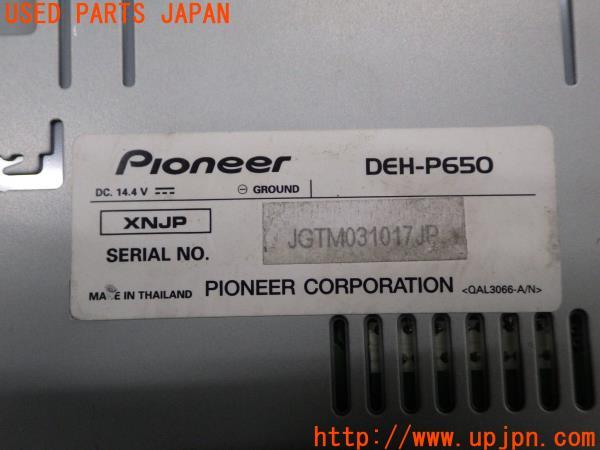 USED PARTS JAPAN
Pioneer DEH-P650
DC. 14.4 V ⎓ ⊖ GROUND
XNJP
SERIAL NO. JGTM031017JP
MADE IN THAILAND PIONEER CORPORATION <QAL3066-A/N>
http://www.upjpn.com/